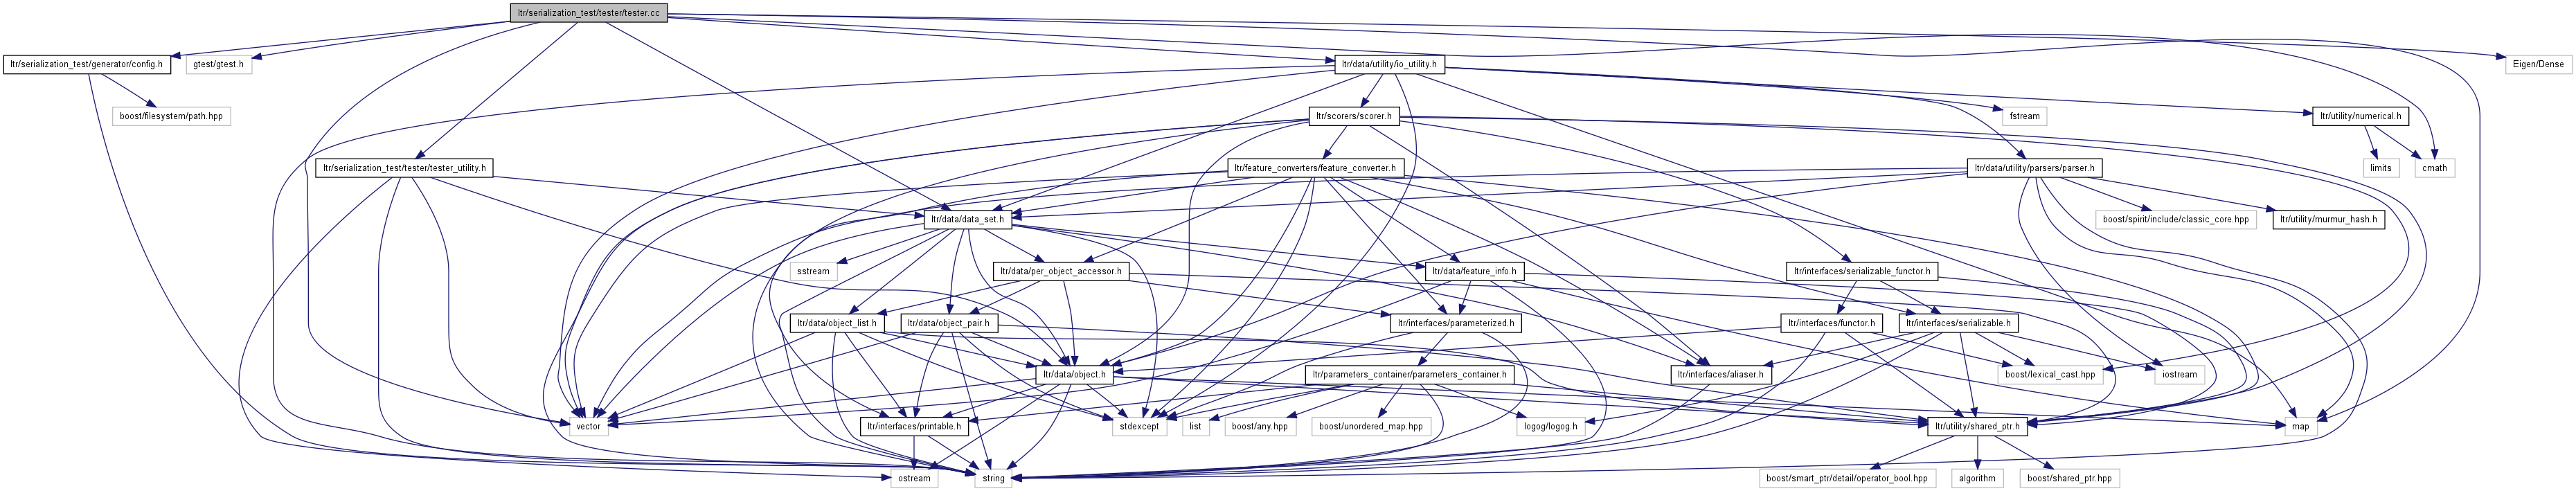 ltr/serialization_test/tester/tester.cc
ltr/serialization_test/generator/config.h
gtest/gtest.h
ltr/data/utility/io_utility.h
Eigen/Dense
boost/filesystem/path.hpp
ltr/scorers/scorer.h
fstream
ltr/utility/numerical.h
ltr/serialization_test/tester/tester_utility.h
ltr/feature_converters/feature_converter.h
ltr/data/utility/parsers/parser.h
limits
cmath
ltr/data/data_set.h
boost/spirit/include/classic_core.hpp
ltr/utility/murmur_hash.h
sstream
ltr/data/per_object_accessor.h
ltr/data/feature_info.h
ltr/interfaces/serializable_functor.h
ltr/data/object_list.h
ltr/data/object_pair.h
ltr/interfaces/parameterized.h
ltr/interfaces/functor.h
ltr/interfaces/serializable.h
ltr/data/object.h
ltr/parameters_container/parameters_container.h
ltr/interfaces/aliaser.h
boost/lexical_cast.hpp
iostream
vector
ltr/interfaces/printable.h
stdexcept
list
boost/any.hpp
boost/unordered_map.hpp
logog/logog.h
ltr/utility/shared_ptr.h
map
ostream
string
boost/smart_ptr/detail/operator_bool.hpp
algorithm
boost/shared_ptr.hpp